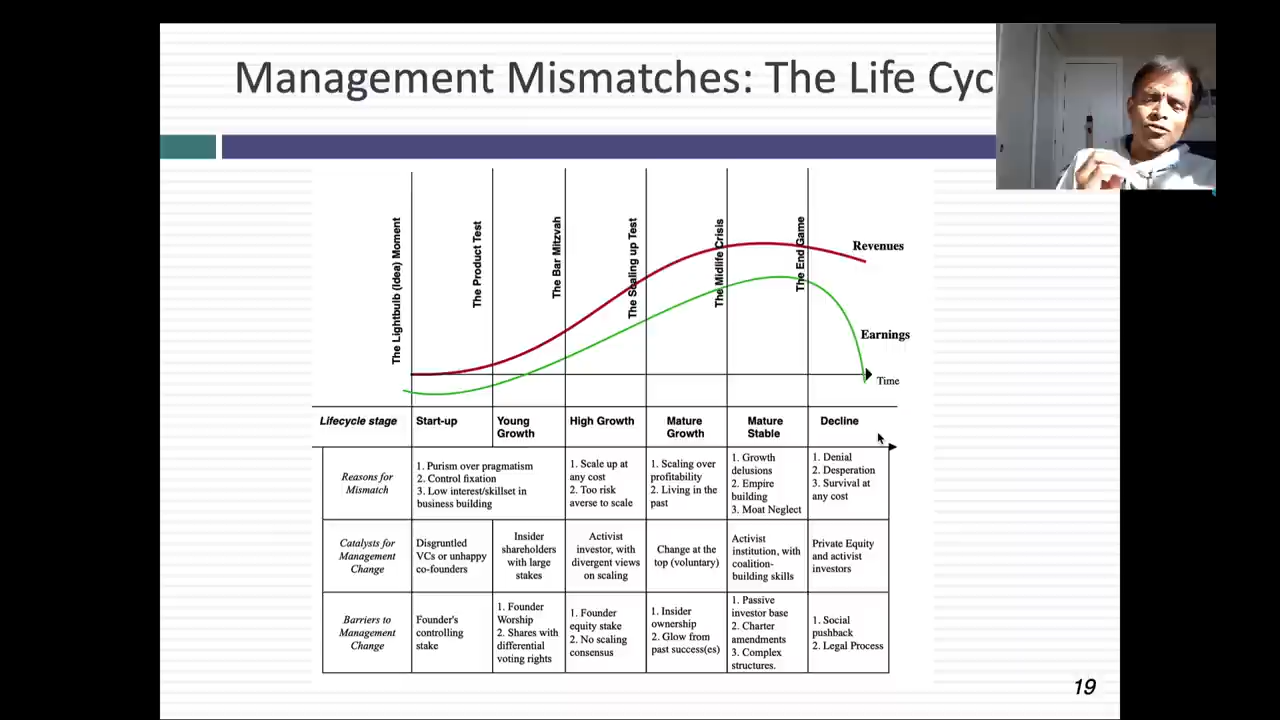 Management Mismatches: The Life Cyc
The Lightbulb (Idea) Moment
The Product Test
The Bar Mitzvah
The Scaling up Test
The Midlife Crisis
The End Game
Revenues
Earnings
Time
Lifecycle stage
Start-up
Young
Growth
High Growth
Mature
Growth
Mature
Stable
Decline
Reasons for
Mismatch
1. Purism over pragmatism
2. Control fixation
3. Low interest/skillset in
business building
1. Scale up at
any cost
2. Too risk
averse to scale
1. Scaling over
profitability
2. Living in the
past
1. Growth
delusions
2. Empire
building
3. Moat Neglect
1. Denial
2. Desperation
3. Survival at
any cost
Catalysts for
Management
Change
Disgruntled
VCs or unhappy
co-founders
Insider
shareholders
with large
stakes
Activist
investor, with
divergent views
on scaling
Change at the
top (voluntary)
Activist
institution, with
coalition-
building skills
Private Equity
and activist
investors
Barriers to
Management
Change
Founder's
controlling
stake
1. Founder
Worship
2. Shares with
differential
voting rights
1. Founder
equity stake
2. No scaling
consensus
1. Insider
ownership
2. Glow from
past success(es)
1. Passive
investor base
2. Charter
amendments
3. Complex
structures.
1. Social
pushback
2. Legal Process
19